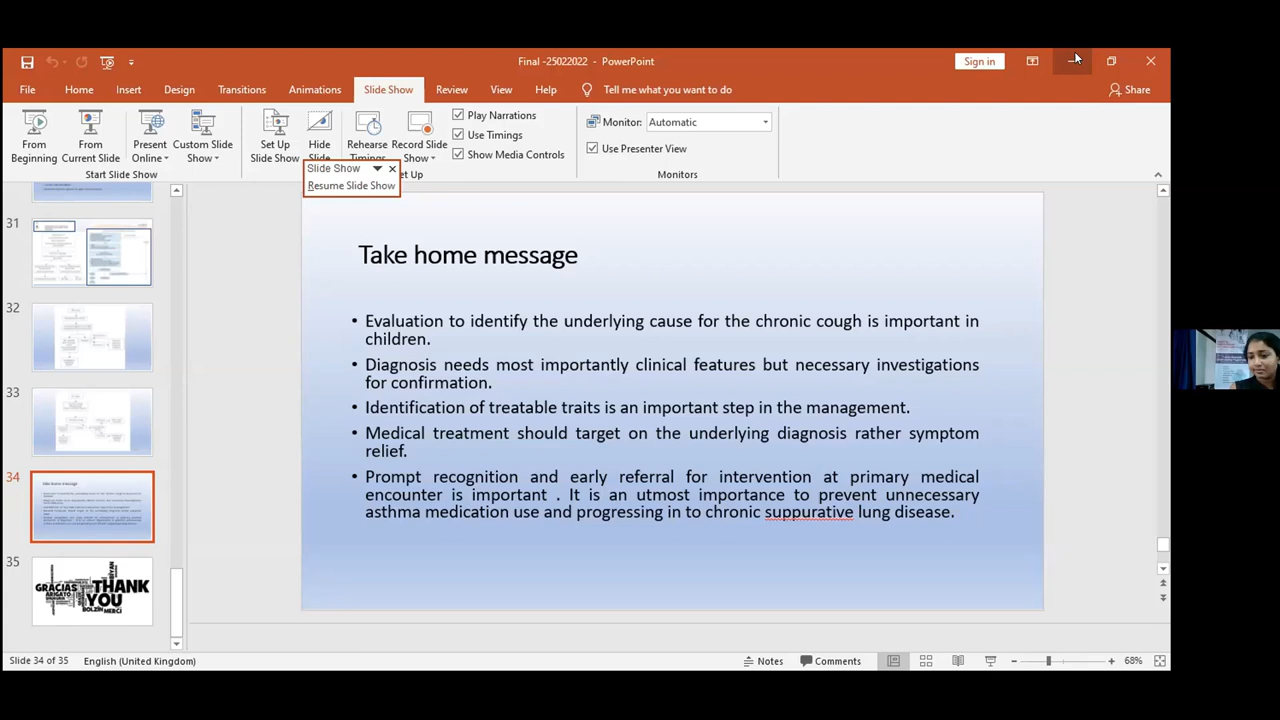 Final -25022022 - PowerPoint
Sign in
File Home Insert Design Transitions Animations Slide Show Review View Help Tell me what you want to do Share
From Beginning
From Current Slide
Present Online
Custom Slide Show
Set Up Slide Show
Hide Slide
Rehearse Timings
Record Slide Show
Play Narrations
Use Timings
Show Media Controls
Monitor: Automatic
Use Presenter View
Start Slide Show
et Up
Monitors
Slide Show
Resume Slide Show
31
32
33
34
Take home message
35
GRACIAS
ARIGATO
THANK
YOU
BOLZIN
MERCI
Take home message
• Evaluation to identify the underlying cause for the chronic cough is important in
children.
• Diagnosis needs most importantly clinical features but necessary investigations
for confirmation.
• Identification of treatable traits is an important step in the management.
• Medical treatment should target on the underlying diagnosis rather symptom
relief.
• Prompt recognition and early referral for intervention at primary medical
encounter is important . It is an utmost importance to prevent unnecessary
asthma medication use and progressing in to chronic suppurative lung disease.
Slide 34 of 35 English (United Kingdom)
Notes Comments 68%